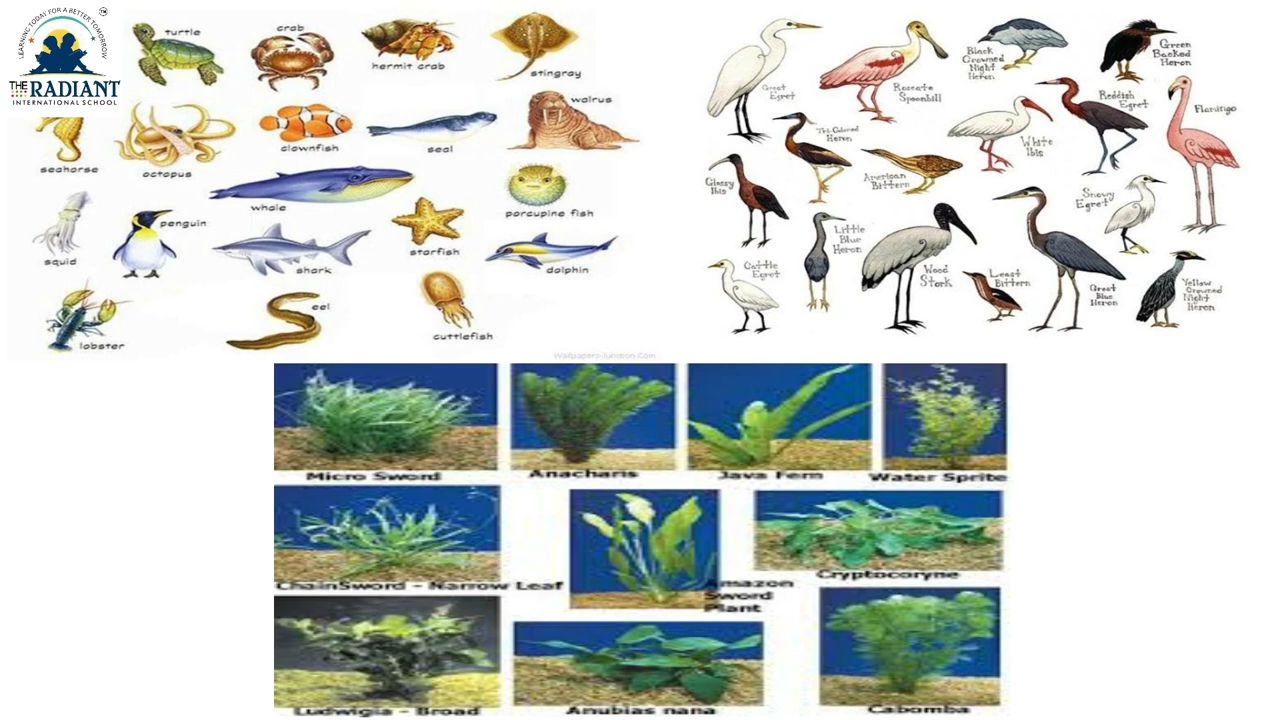 LEARNING TODAY FOR A BETTER TOMORROW
TM
THE RADIANT
INTERNATIONAL SCHOOL
turtle
crab
hermit crab
stingray
seahorse
octopus
clownfish
seal
walrus
whale
porcupine fish
squid
penguin
shark
starfish
dolphin
lobster
eel
cuttlefish
Wallpapers-Junction.Com
Great
Egret
Roseate
Spoonbill
Black
Crowned
Night
Heron
Green
Backed
Heron
Tri-Colored
Heron
White
Ibis
Reddish
Egret
Flamingo
Glossy
Ibis
American
Bittern
Little
Blue
Heron
Snowy
Egret
Cattle
Egret
Wood
Stork
Least
Bittern
Great
Blue
Heron
Yellow
Crowned
Night
Heron
Micro Sword
Anacharis
Java Fern
Water Sprite
ChainSword - Narrow Leaf
Amazon
Sword
Plant
Cryptocoryne
Ludwigia - Broad
Anubias nana
Cabomba